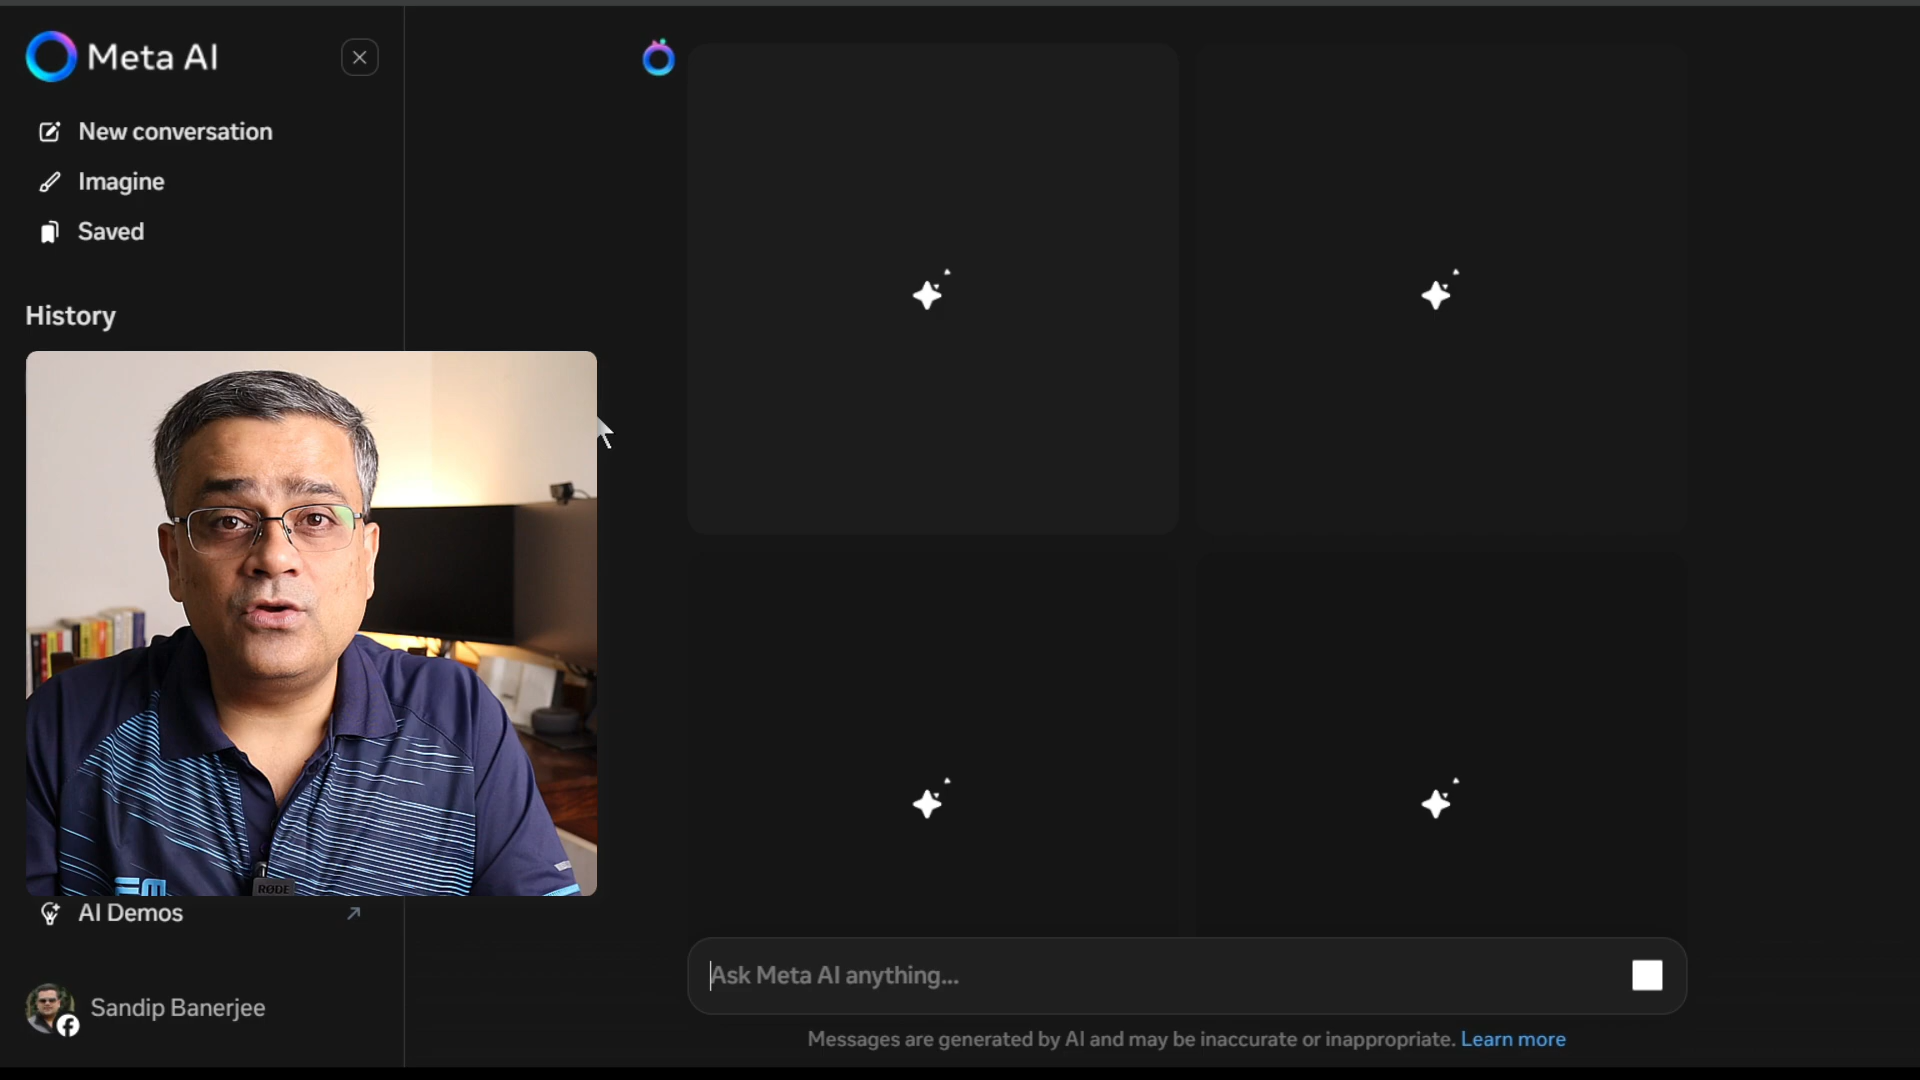 Meta AI
New conversation
Imagine
Saved
History
RØDE
AI Demos
Sandip Banerjee
Ask Meta AI anything...
Messages are generated by AI and may be inaccurate or inappropriate. Learn more